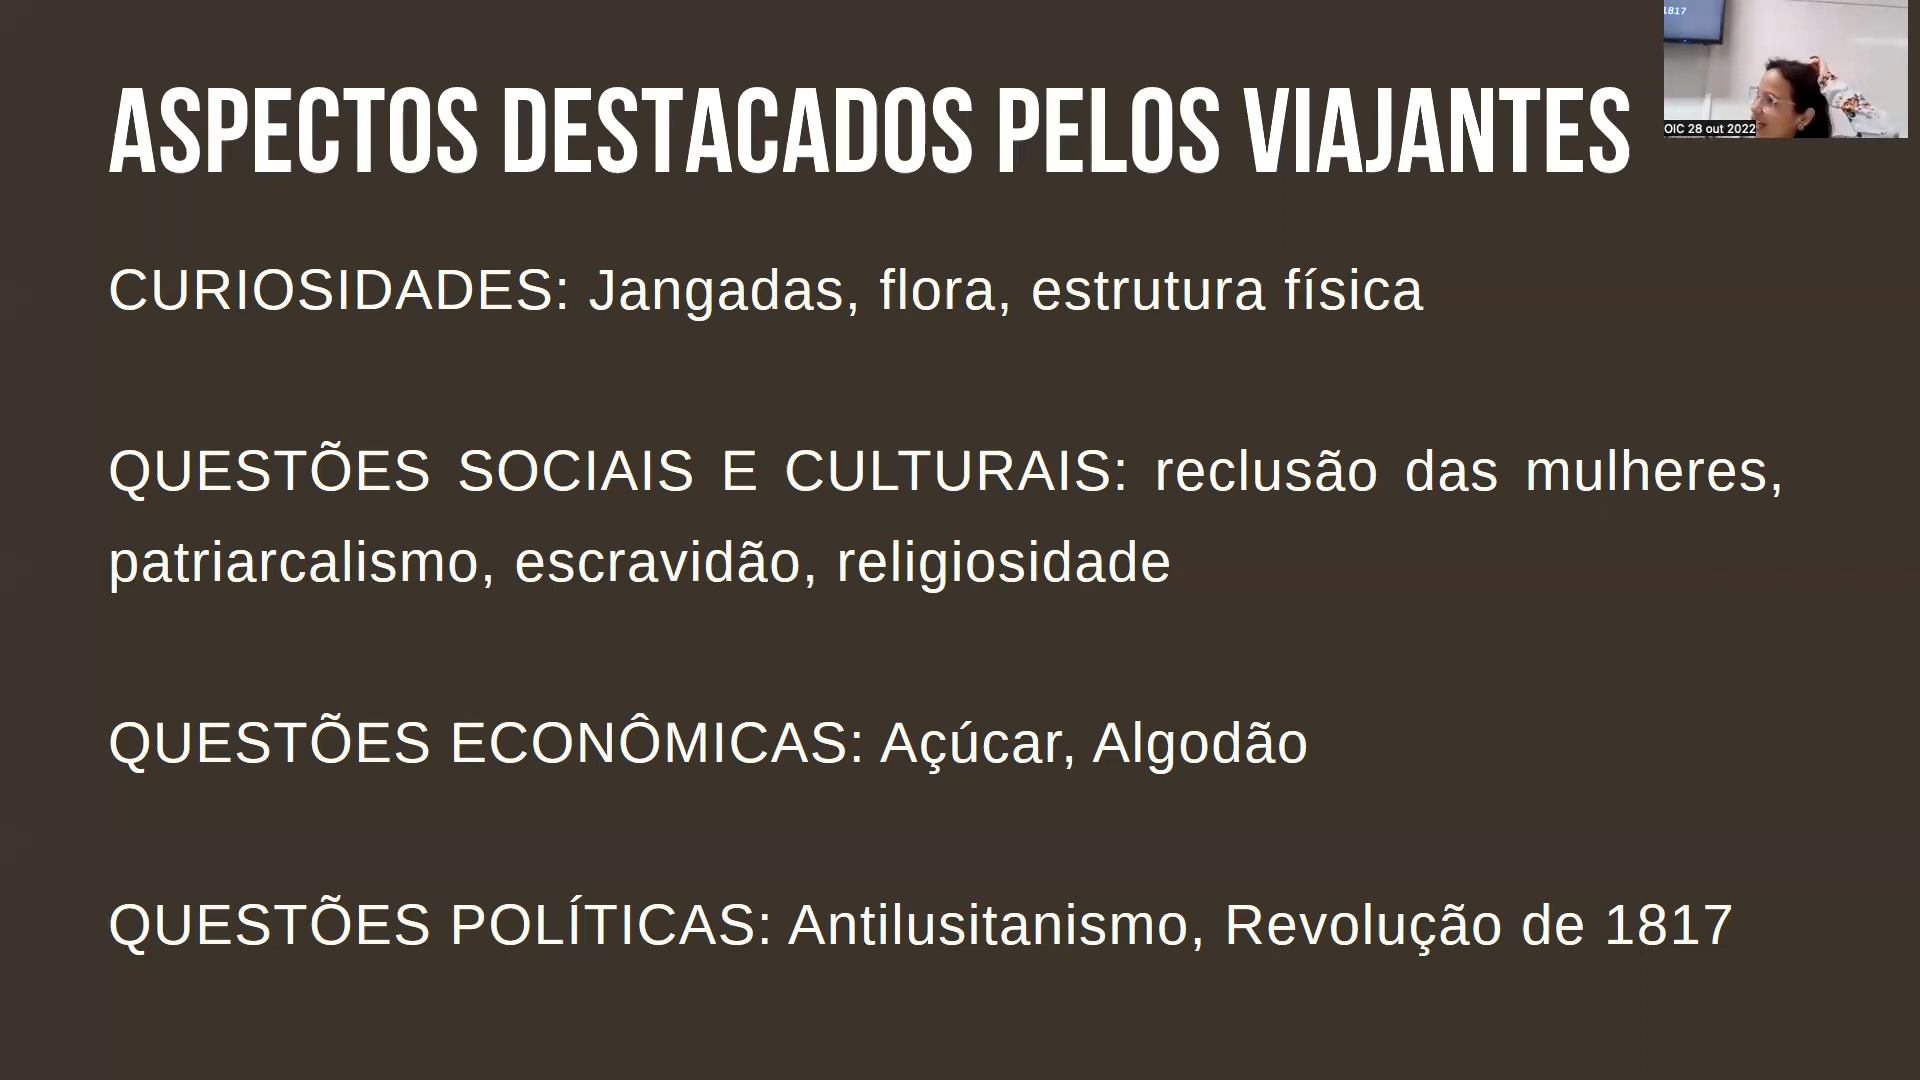 ASPECTOS DESTACADOS PELOS VIAJANTES
1817
OIC 28 out 2022
CURIOSIDADES: Jangadas, flora, estrutura física
QUESTÕES SOCIAIS E CULTURAIS: reclusão das mulheres,
patriarcalismo, escravidão, religiosidade
QUESTÕES ECONÔMICAS: Açúcar, Algodão
QUESTÕES POLÍTICAS: Antilusitanismo, Revolução de 1817